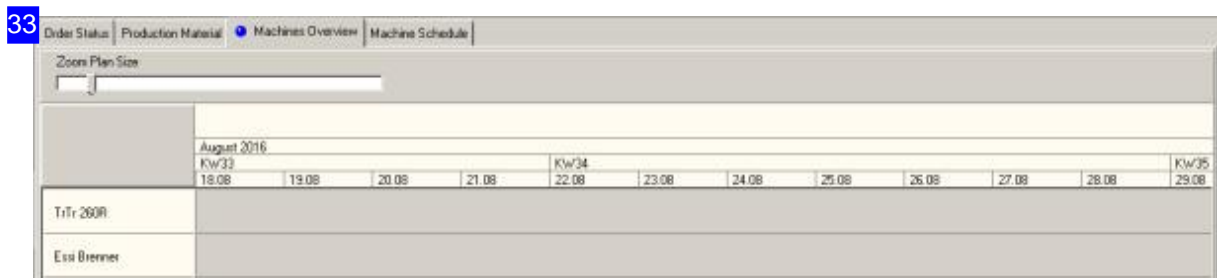 33
Order Status Production Material Machines Overview Machine Schedule
Zoom Plan Size
August 2016
KW33 KW34 KW35
18.08 19.08 20.08 21.08 22.08 23.08 24.08 25.08 26.08 27.08 28.08 29.08
TrTr 260R
Essi Brenner